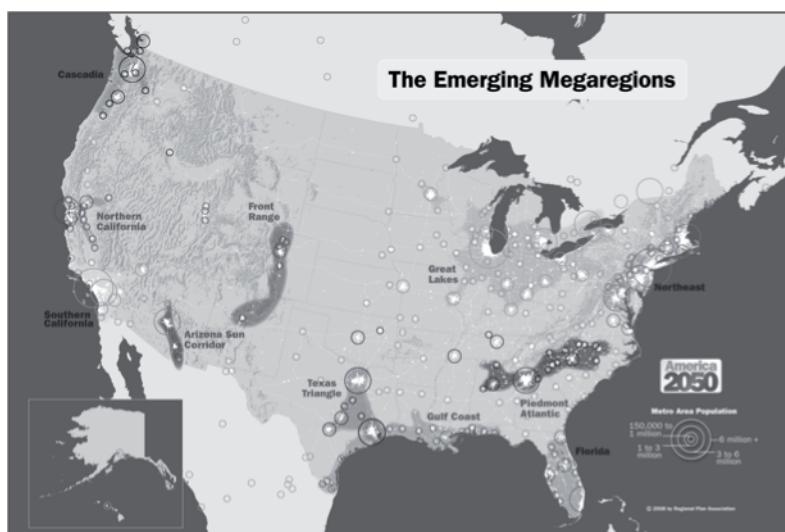 The Emerging Megaregions
Cascadia
Northern
California
Front
Range
Great
Lakes
Northeast
Southern
California
Arizona Sun
Corridor
Texas
Triangle
Gulf Coast
Piedmont
Atlantic
Florida
America
2050
Metro Area Population
150,000 to
1 million
1 to 3
million
6 million +
3 to 6
million
© 2008 by Regional Plan Association